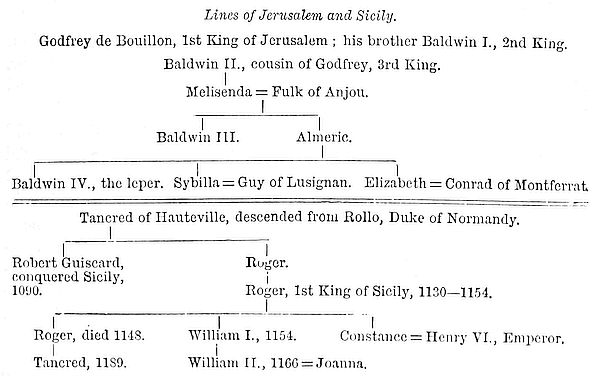 Lines of Jerusalem and Sicily.
Godfrey de Bouillon, 1st King of Jerusalem ; his brother Baldwin I., 2nd King.
Baldwin II., cousin of Godfrey, 3rd King.
Melisenda = Fulk of Anjou.
Baldwin III. Almeric.
Baldwin IV., the leper. Sybilla = Guy of Lusignan. Elizabeth = Conrad of Montferrat.
Tancred of Hauteville, descended from Rollo, Duke of Normandy.
Robert Guiscard, Roger.
conquered Sicily,
1090. Roger, 1st King of Sicily, 1130—1154.
Roger, died 1148. William I., 1154. Constance = Henry VI., Emperor.
Tancred, 1189. William II., 1166 = Joanna.